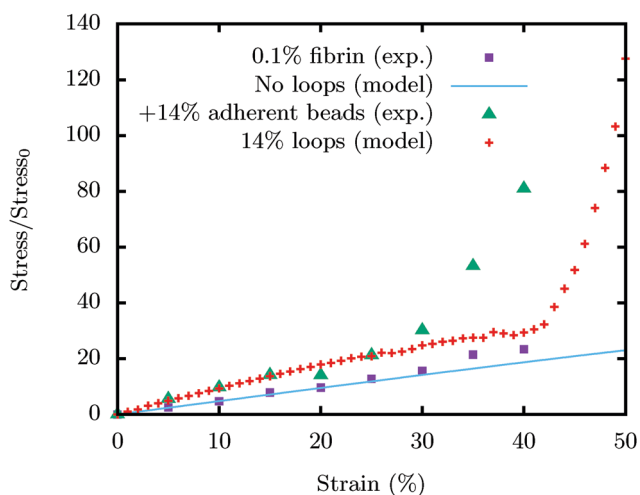 140
120
100
80
60
40
20
0
Stress/Stress₀
0.1% fibrin (exp.)
No loops (model)
+14% adherent beads (exp.)
14% loops (model)
0 10 20 30 40 50
Strain (%)